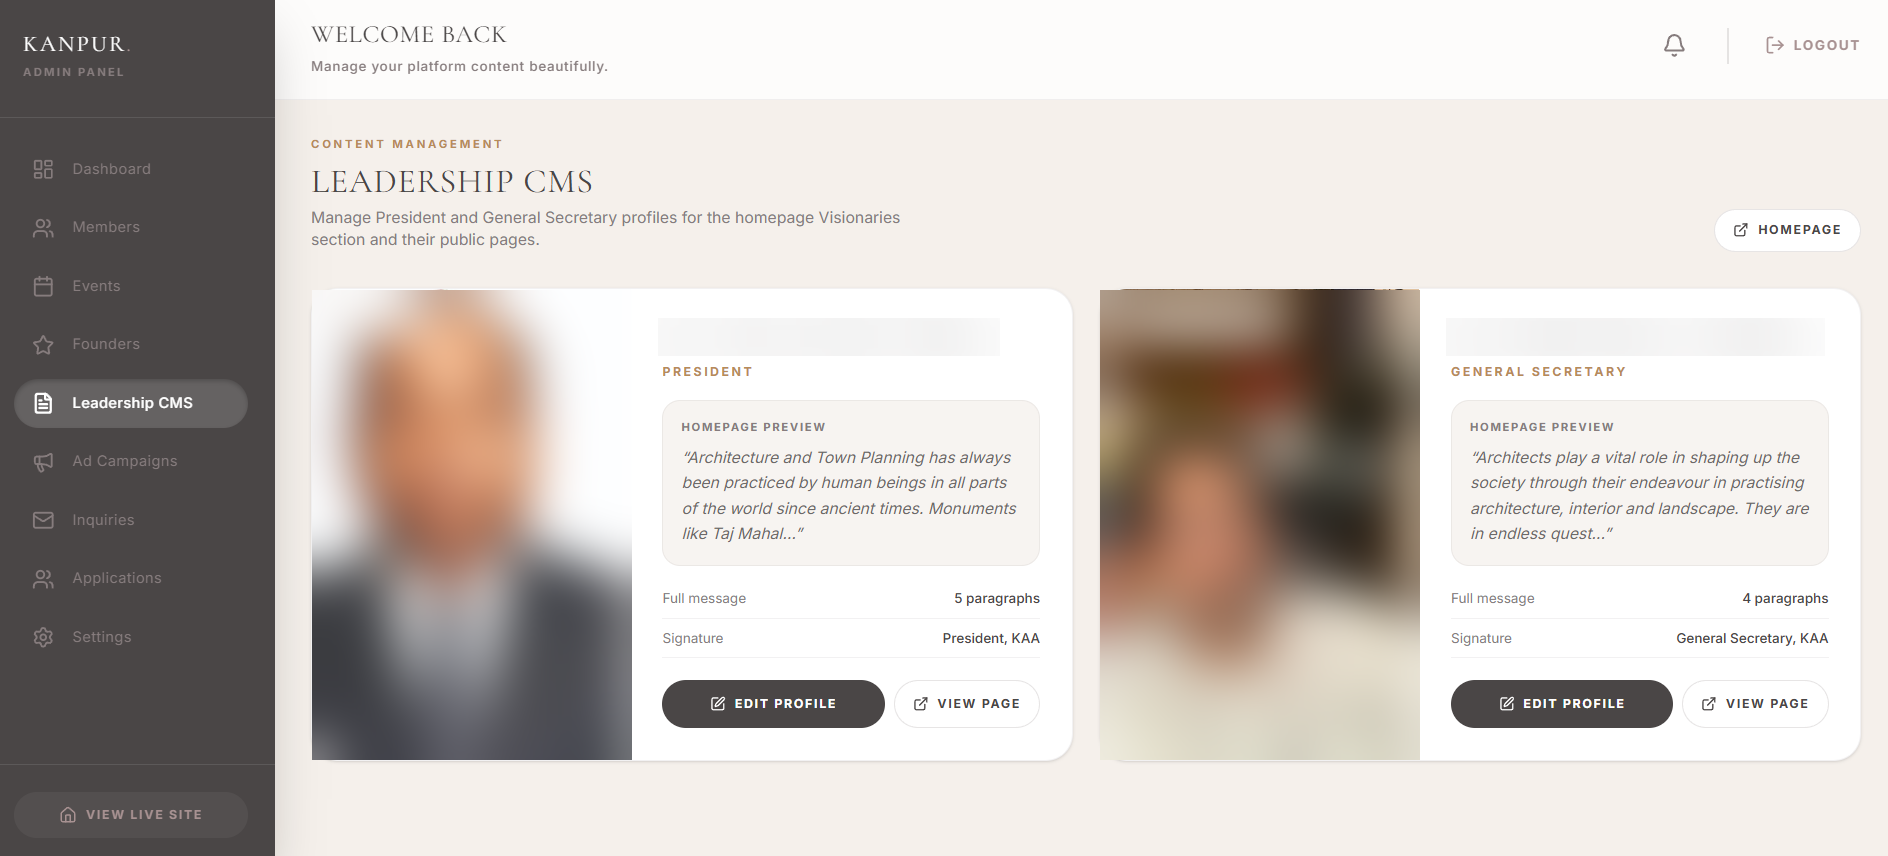 KANPUR.
ADMIN PANEL
Dashboard
Members
Events
Founders
Leadership CMS
Ad Campaigns
Inquiries
Applications
Settings
VIEW LIVE SITE
WELCOME BACK
Manage your platform content beautifully.
LOGOUT
CONTENT MANAGEMENT
LEADERSHIP CMS
Manage President and General Secretary profiles for the homepage Visionaries
section and their public pages.
HOMEPAGE
PRESIDENT
HOMEPAGE PREVIEW
“Architecture and Town Planning has always
been practiced by human beings in all parts
of the world since ancient times. Monuments
like Taj Mahal...”
Full message 5 paragraphs
Signature President, KAA
EDIT PROFILE
VIEW PAGE
GENERAL SECRETARY
HOMEPAGE PREVIEW
“Architects play a vital role in shaping up the
society through their endeavour in practising
architecture, interior and landscape. They are
in endless quest...”
Full message 4 paragraphs
Signature General Secretary, KAA
EDIT PROFILE
VIEW PAGE